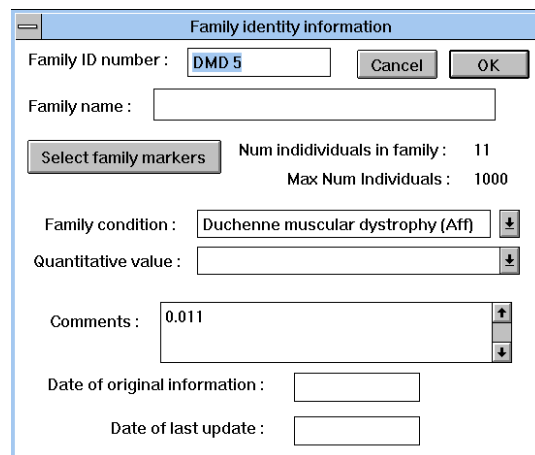 Family identity information
Family ID number : DMD 5 Cancel OK
Family name :
Select family markers Num indidividuals in family : 11
Max Num Individuals : 1000
Family condition : Duchenne muscular dystrophy (Aff)
Quantitative value :
Comments : 0.011
Date of original information :
Date of last update :